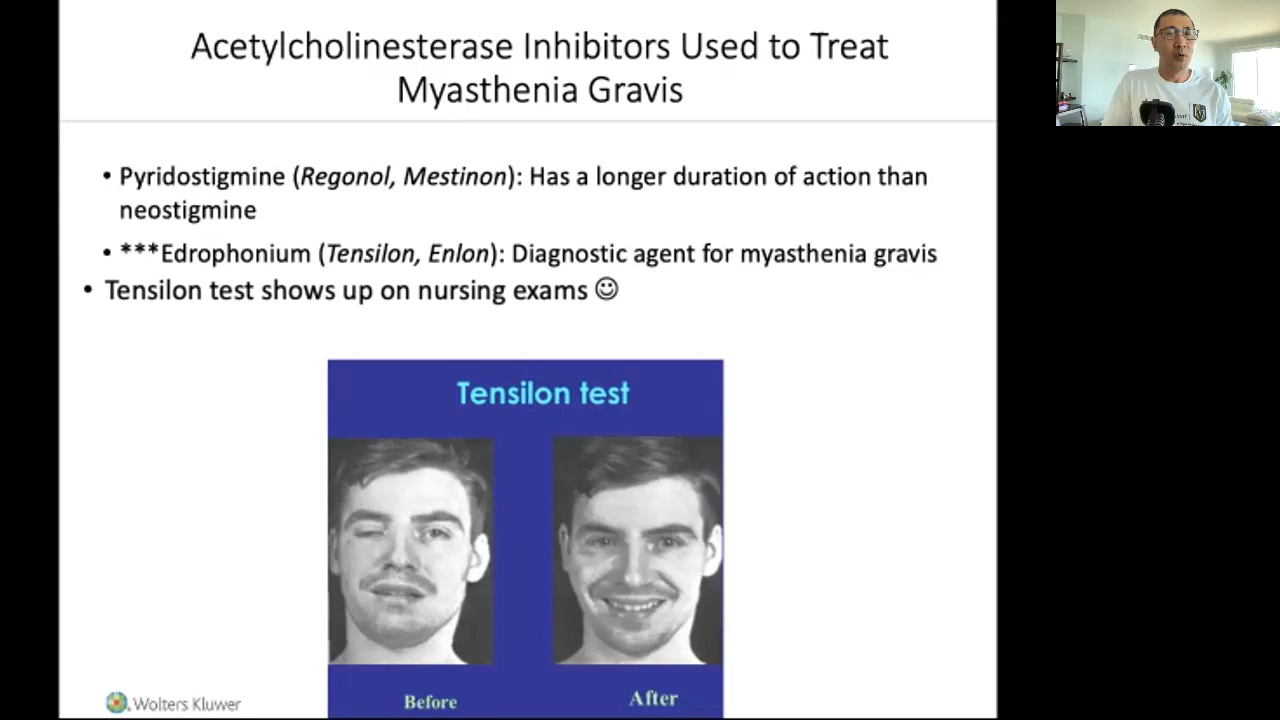 Acetylcholinesterase Inhibitors Used to Treat
Myasthenia Gravis
• Pyridostigmine (Regonol, Mestinon): Has a longer duration of action than
neostigmine
• ***Edrophonium (Tensilon, Enlon): Diagnostic agent for myasthenia gravis
• Tensilon test shows up on nursing exams ☺
Tensilon test
Before
After
Wolters Kluwer